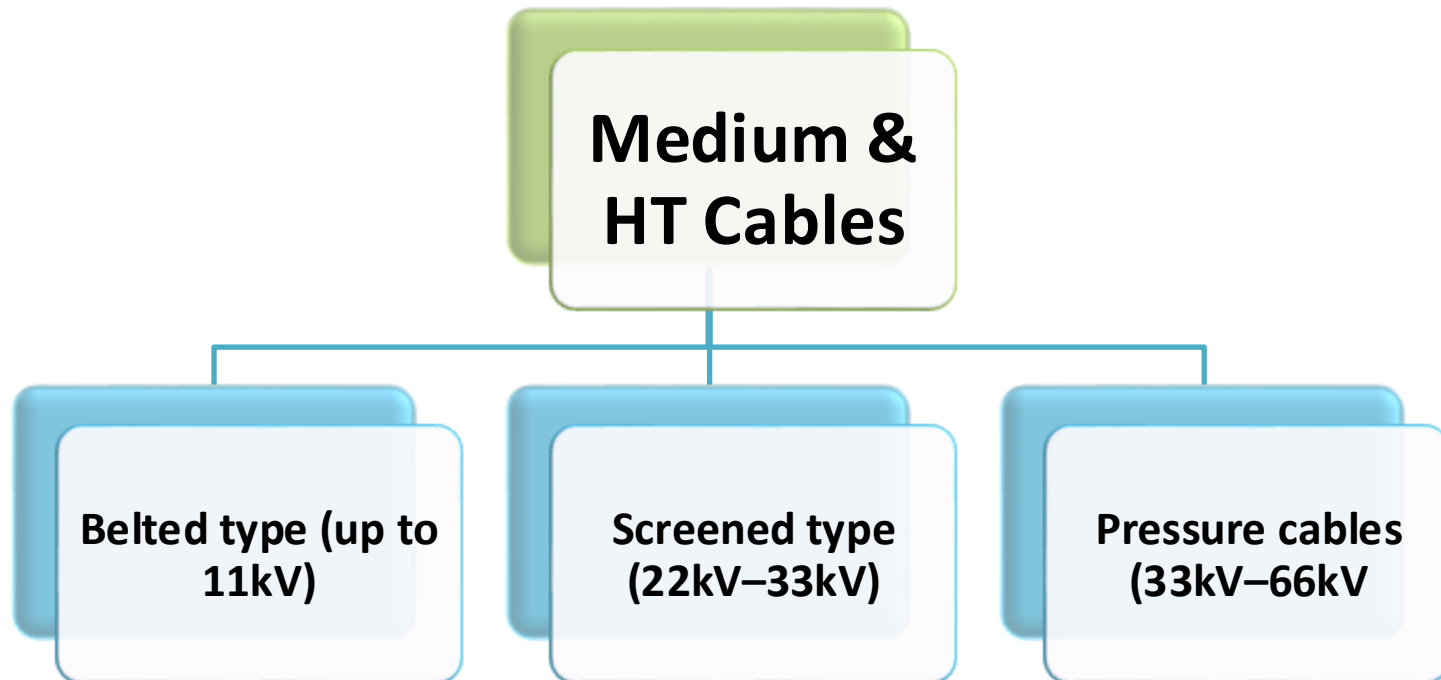 Medium &
HT Cables
Belted type (up to
11kV)
Screened type
(22kV–33kV)
Pressure cables
(33kV–66kV